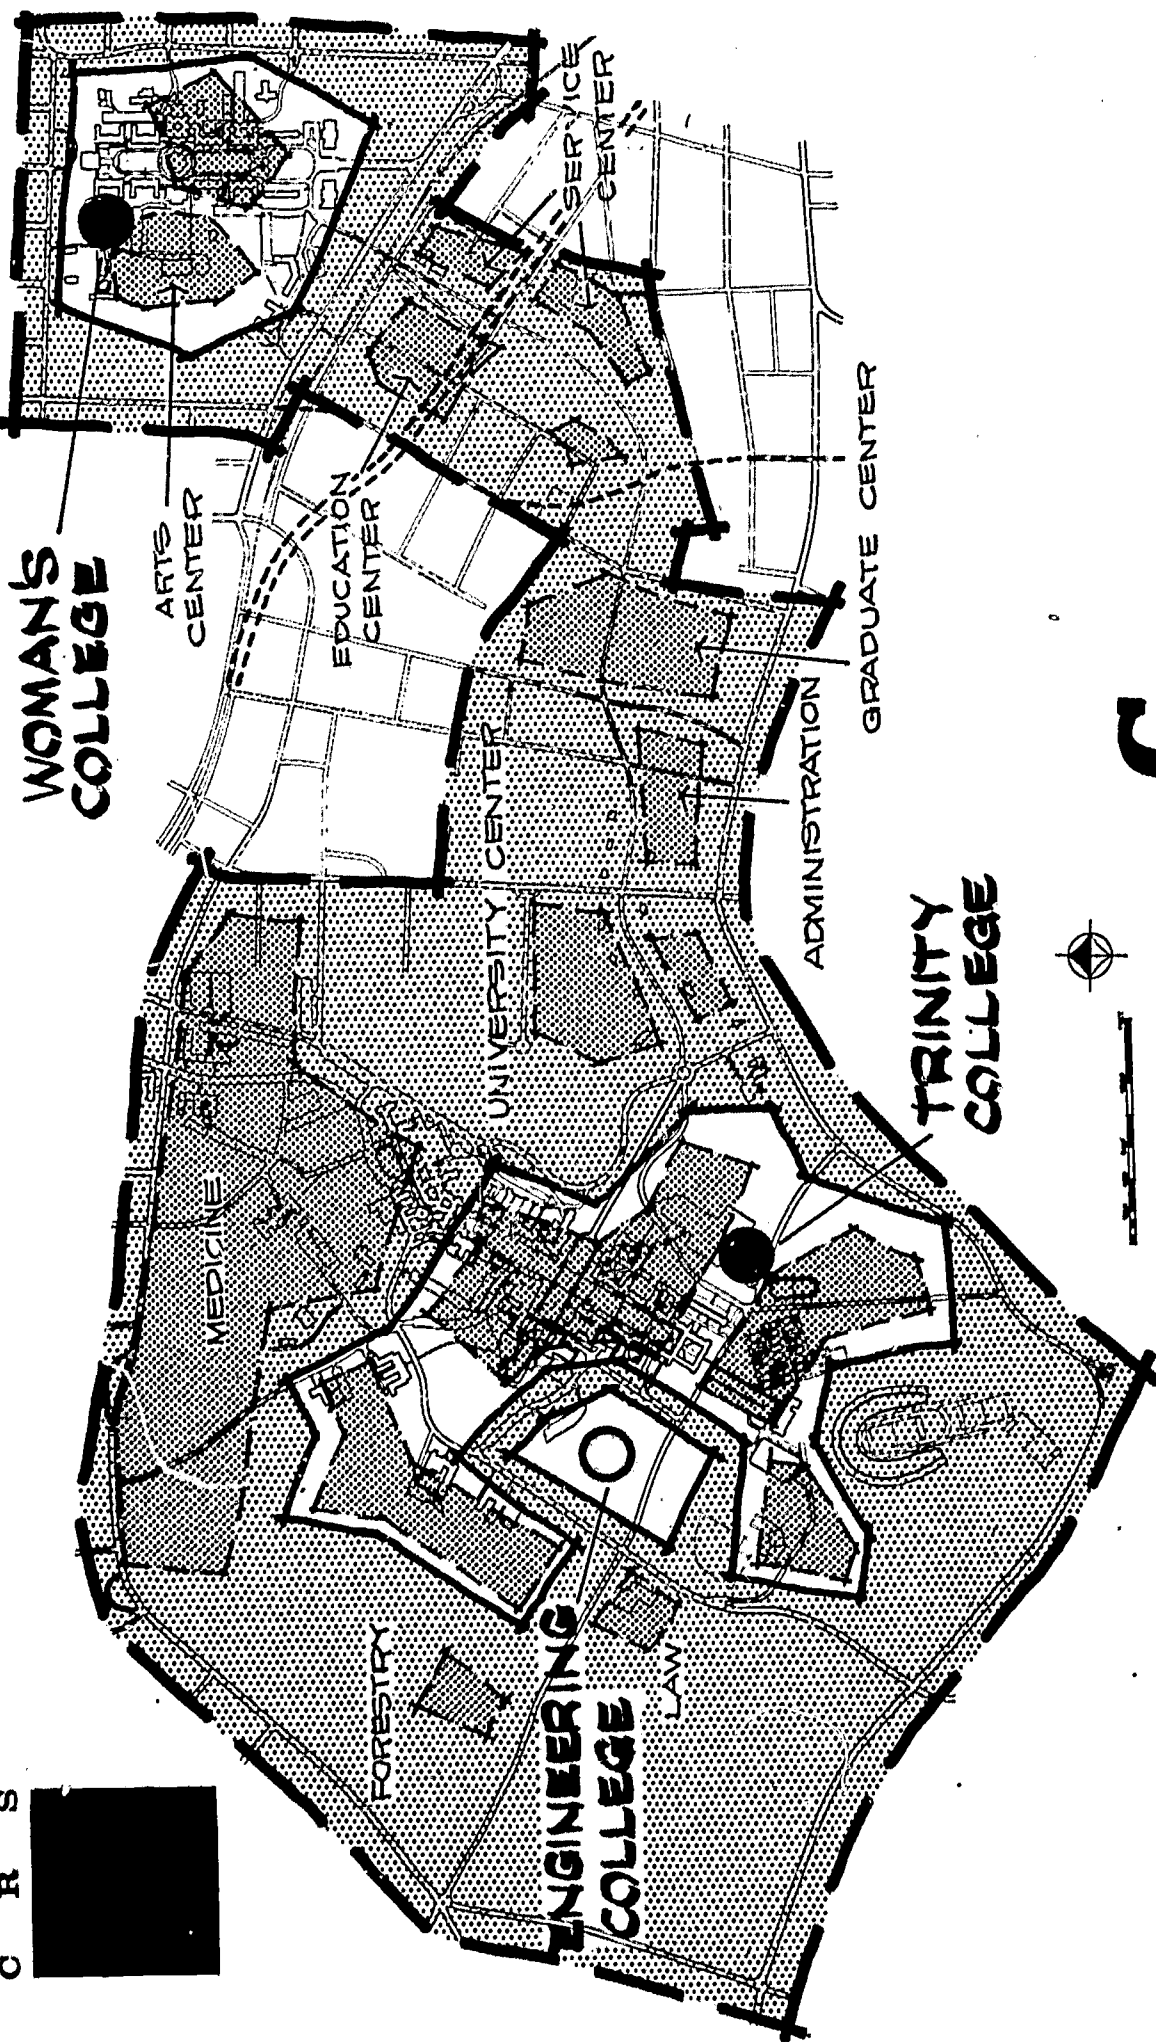 C R S
WOMAN'S
COLLEGE
ARTS
CENTER
EDUCATION
CENTER
SERVICE
CENTER
MEDICINE
UNIVERSITY CENTER
GRADUATE CENTER
ADMINISTRATION
FORESTRY
ENGINEERING
COLLEGE
LAW
TRINITY
COLLEGE